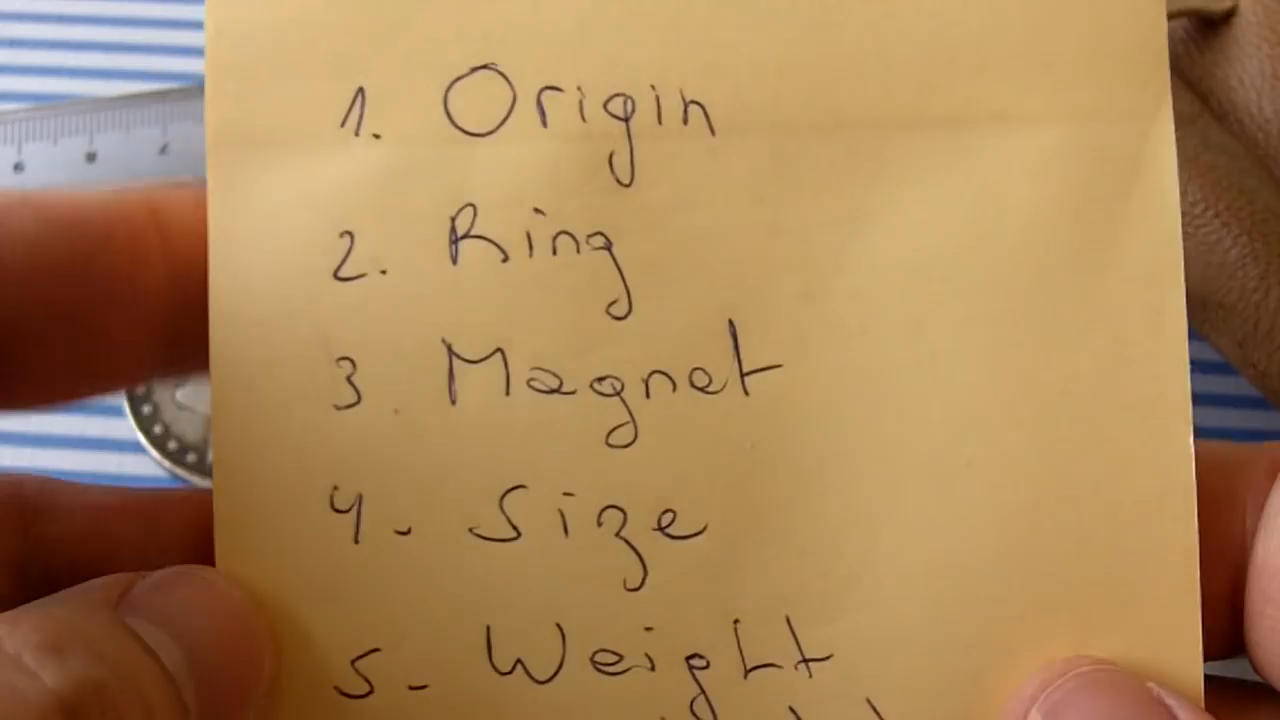 1. Origin
2. Ring
3. Magnet
4. Size
5. Weight